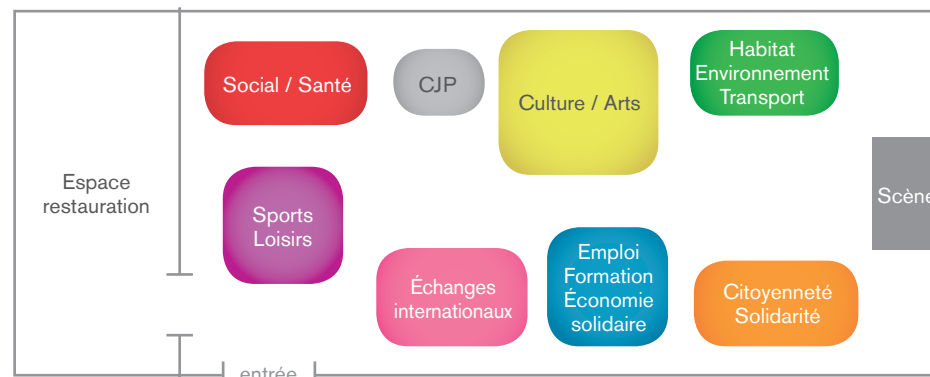 Social / Santé
CJP
Culture / Arts
Habitat
Environnement
Transport
Espace
restauration
Sports
Loisirs
Scène
Échanges
internationaux
Emploi
Formation
Économie
solidaire
Citoyenneté
Solidarité
entrée